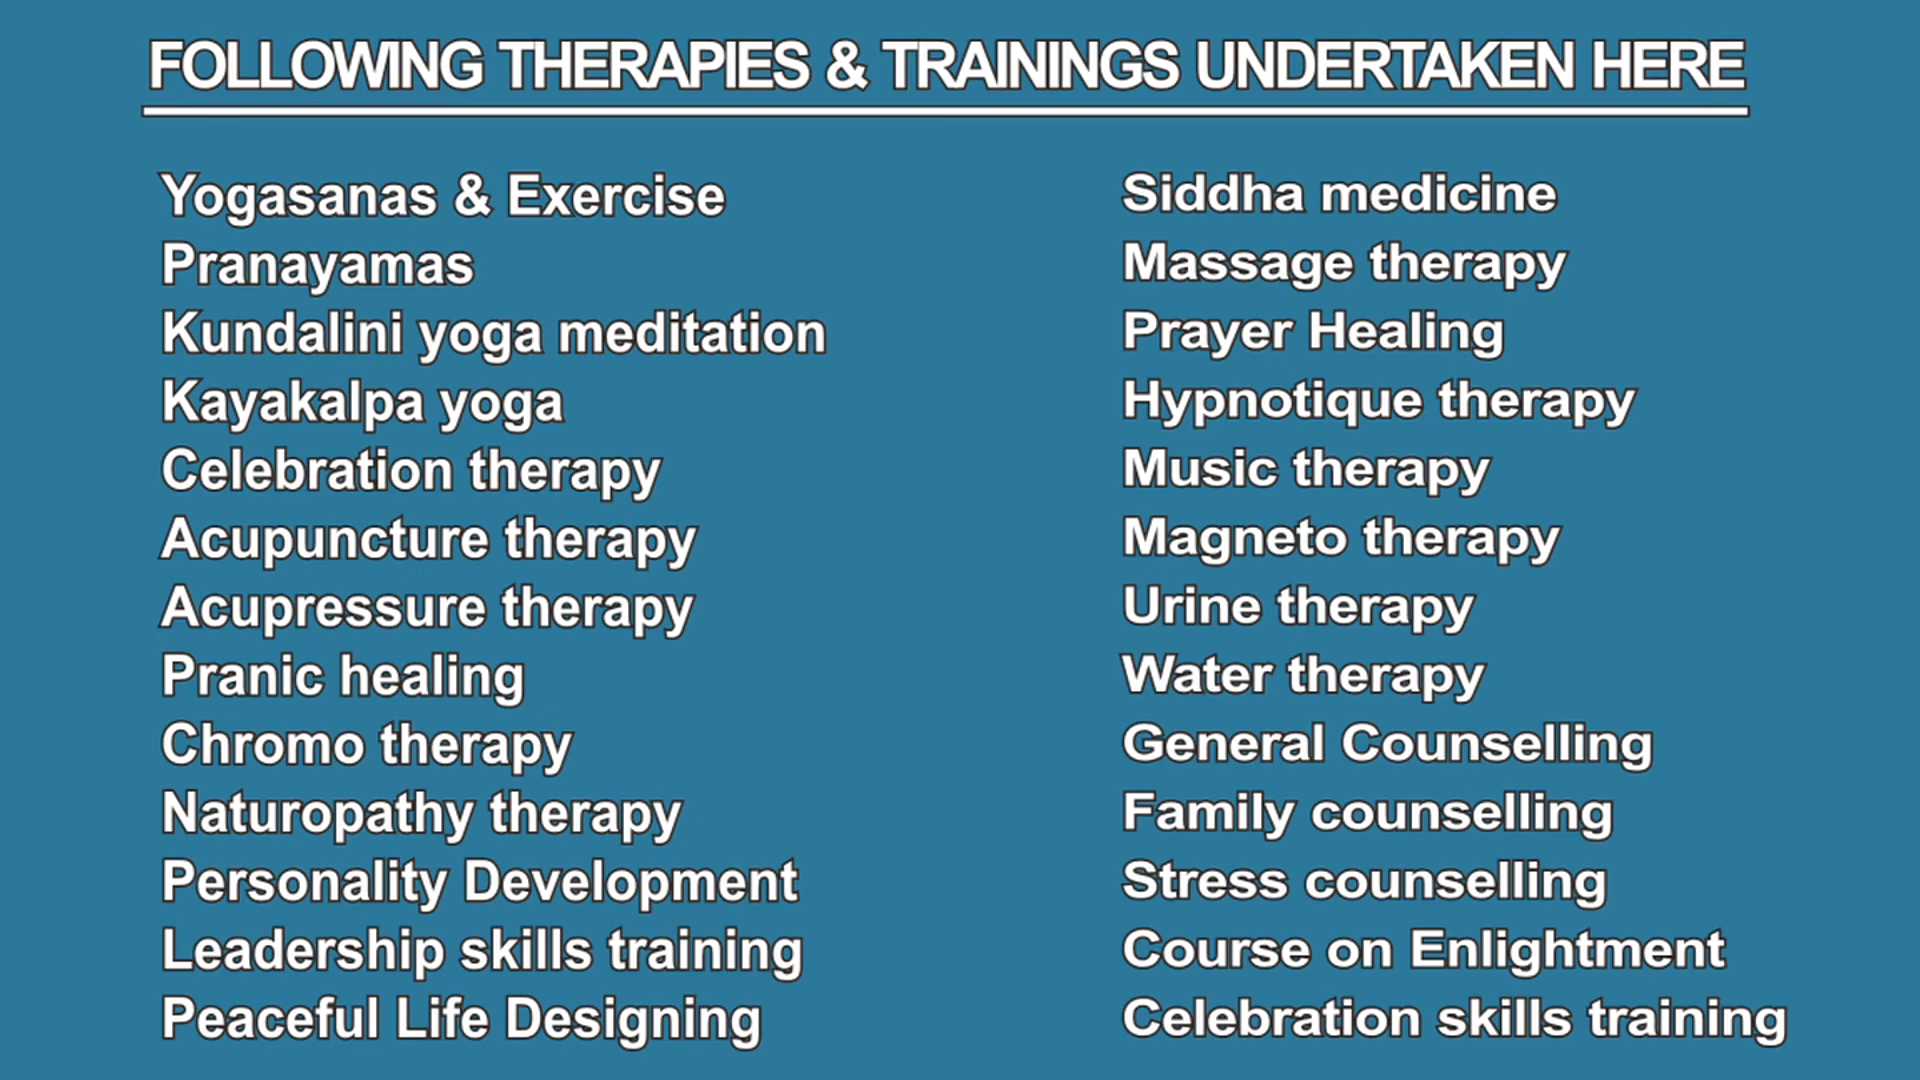 FOLLOWING THERAPIES & TRAININGS UNDERTAKEN HERE
Yogasanas & Exercise
Pranayamas
Kundalini yoga meditation
Kayakalpa yoga
Celebration therapy
Acupuncture therapy
Acupressure therapy
Pranic healing
Chromo therapy
Naturopathy therapy
Personality Development
Leadership skills training
Peaceful Life Designing
Siddha medicine
Massage therapy
Prayer Healing
Hypnotique therapy
Music therapy
Magneto therapy
Urine therapy
Water therapy
General Counselling
Family counselling
Stress counselling
Course on Enlightment
Celebration skills training